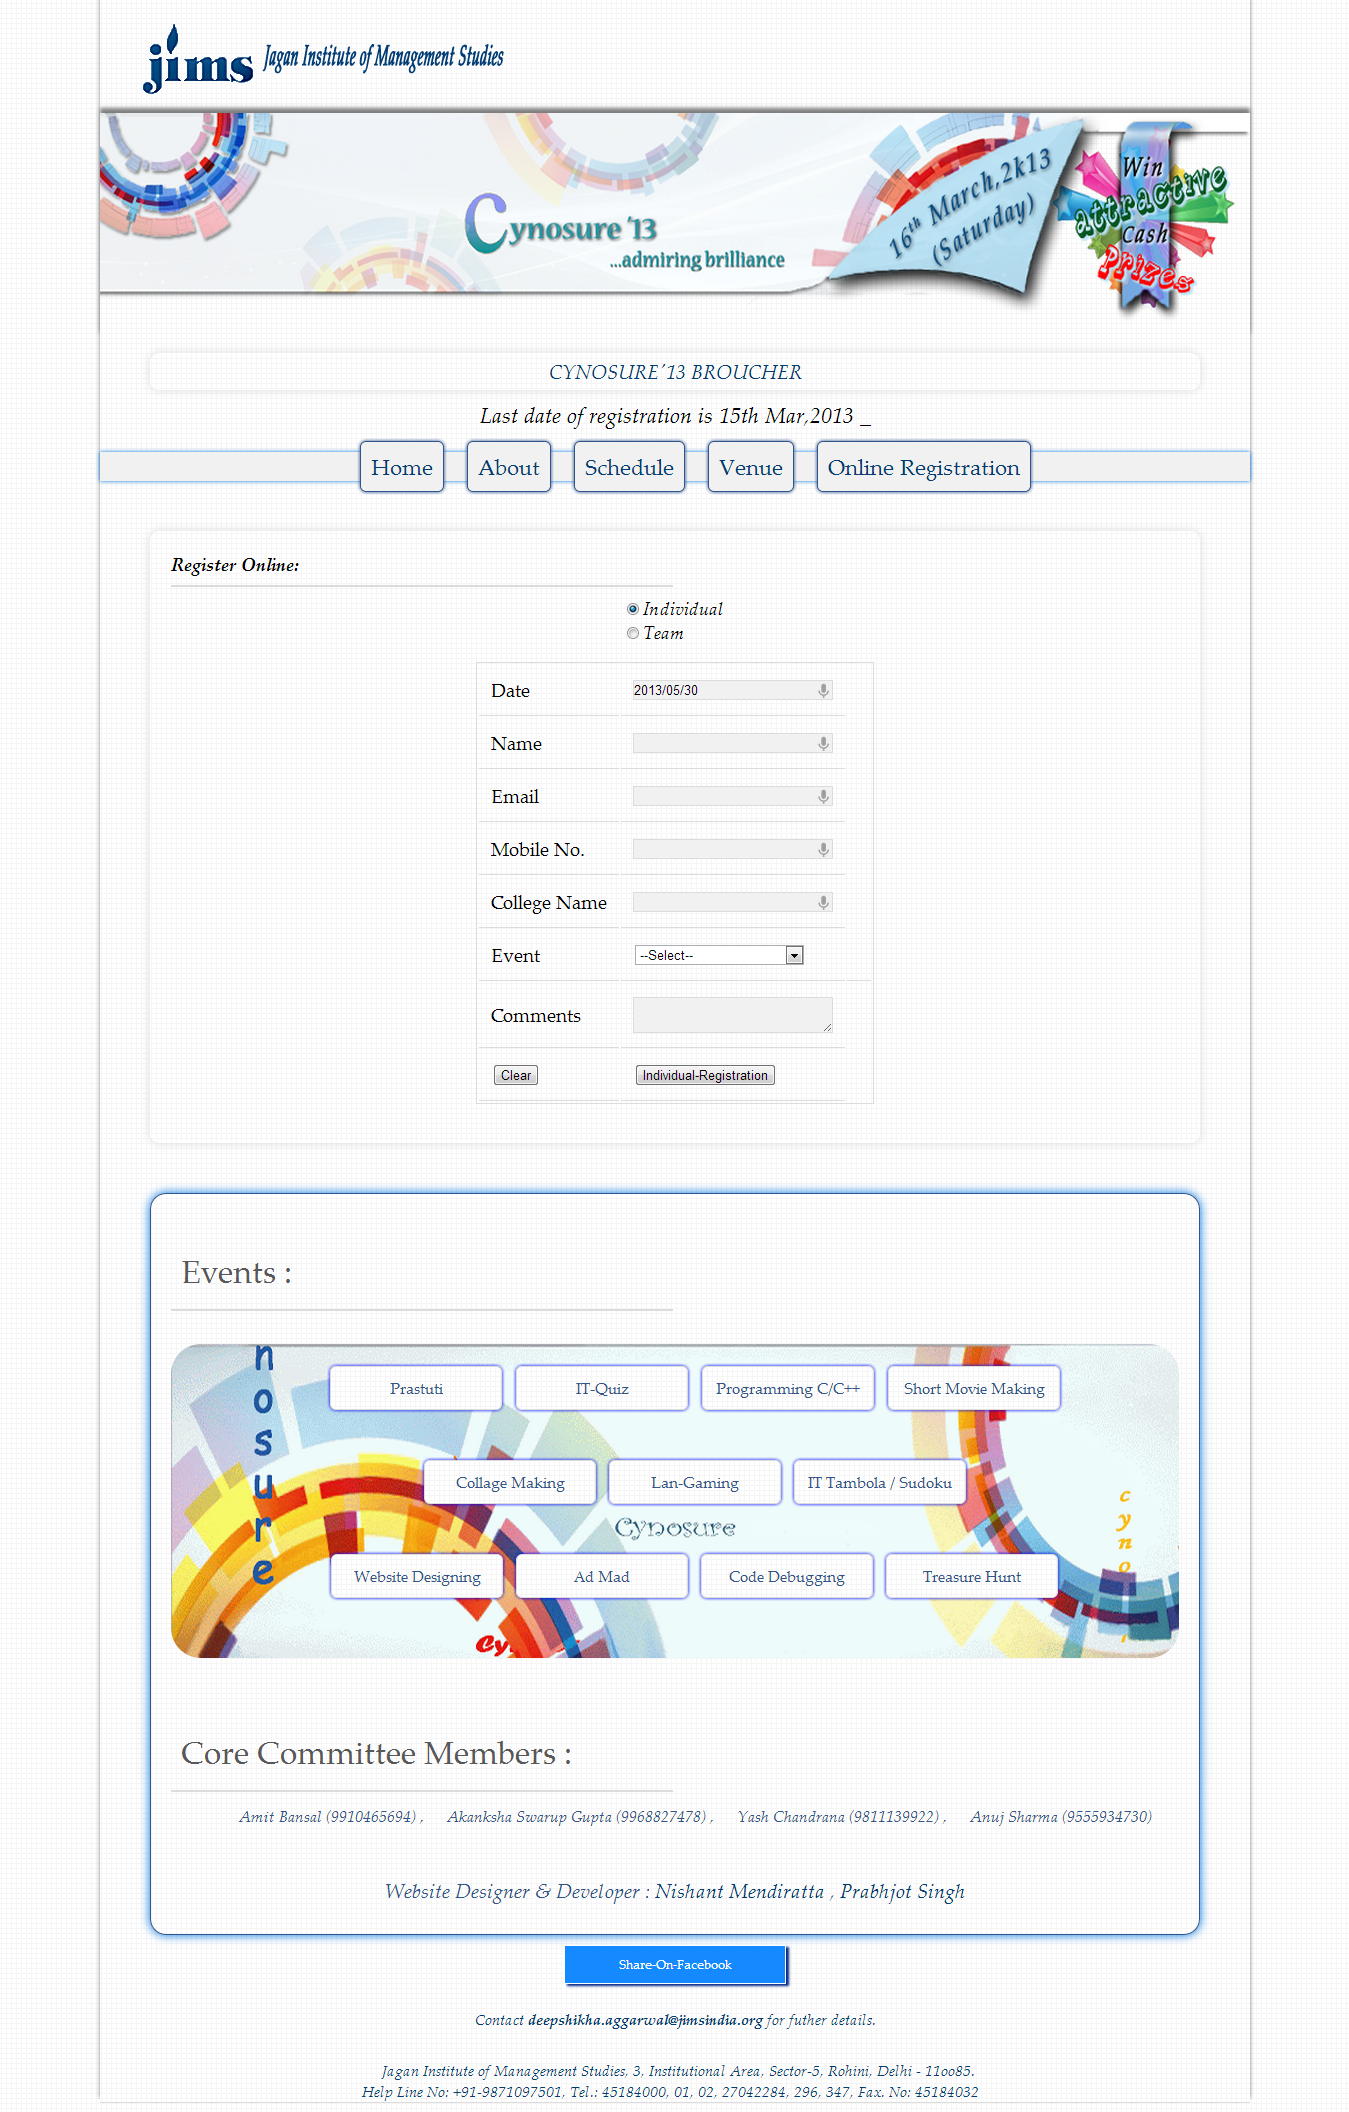 jims Jagan Institute of Management Studies
16th March,2k13
(Saturday)
Win
attractive
Cash
Prizes
Cynosure '13
...admiring brilliance
CYNOSURE'13 BROUCHER
Last date of registration is 15th Mar,2013 _
Home About Schedule Venue Online Registration
Register Online:
Individual
Team
Date 2013/05/30
Name
Email
Mobile No.
College Name
Event --Select--
Comments
Clear Individual-Registration
Events :
nosure
Prastuti IT-Quiz Programming C/C++ Short Movie Making
Collage Making Lan-Gaming IT Tambola / Sudoku
Cynosure
cyno
Website Designing Ad Mad Code Debugging Treasure Hunt
Core Committee Members :
Amit Bansal (9910465694) , Akanksha Swarup Gupta (9968827478) , Yash Chandrana (9811139922) , Anuj Sharma (9555934730)
Website Designer & Developer : Nishant Mendiratta , Prabhjot Singh
Share-On-Facebook
Contact deepshikha.aggarwal@jimsindia.org for futher details.
Jagan Institute of Management Studies, 3, Institutional Area, Sector-5, Rohini, Delhi - 11oo85.
Help Line No: +91-9871097501, Tel.: 45184000, 01, 02, 27042284, 296, 347, Fax. No: 45184032